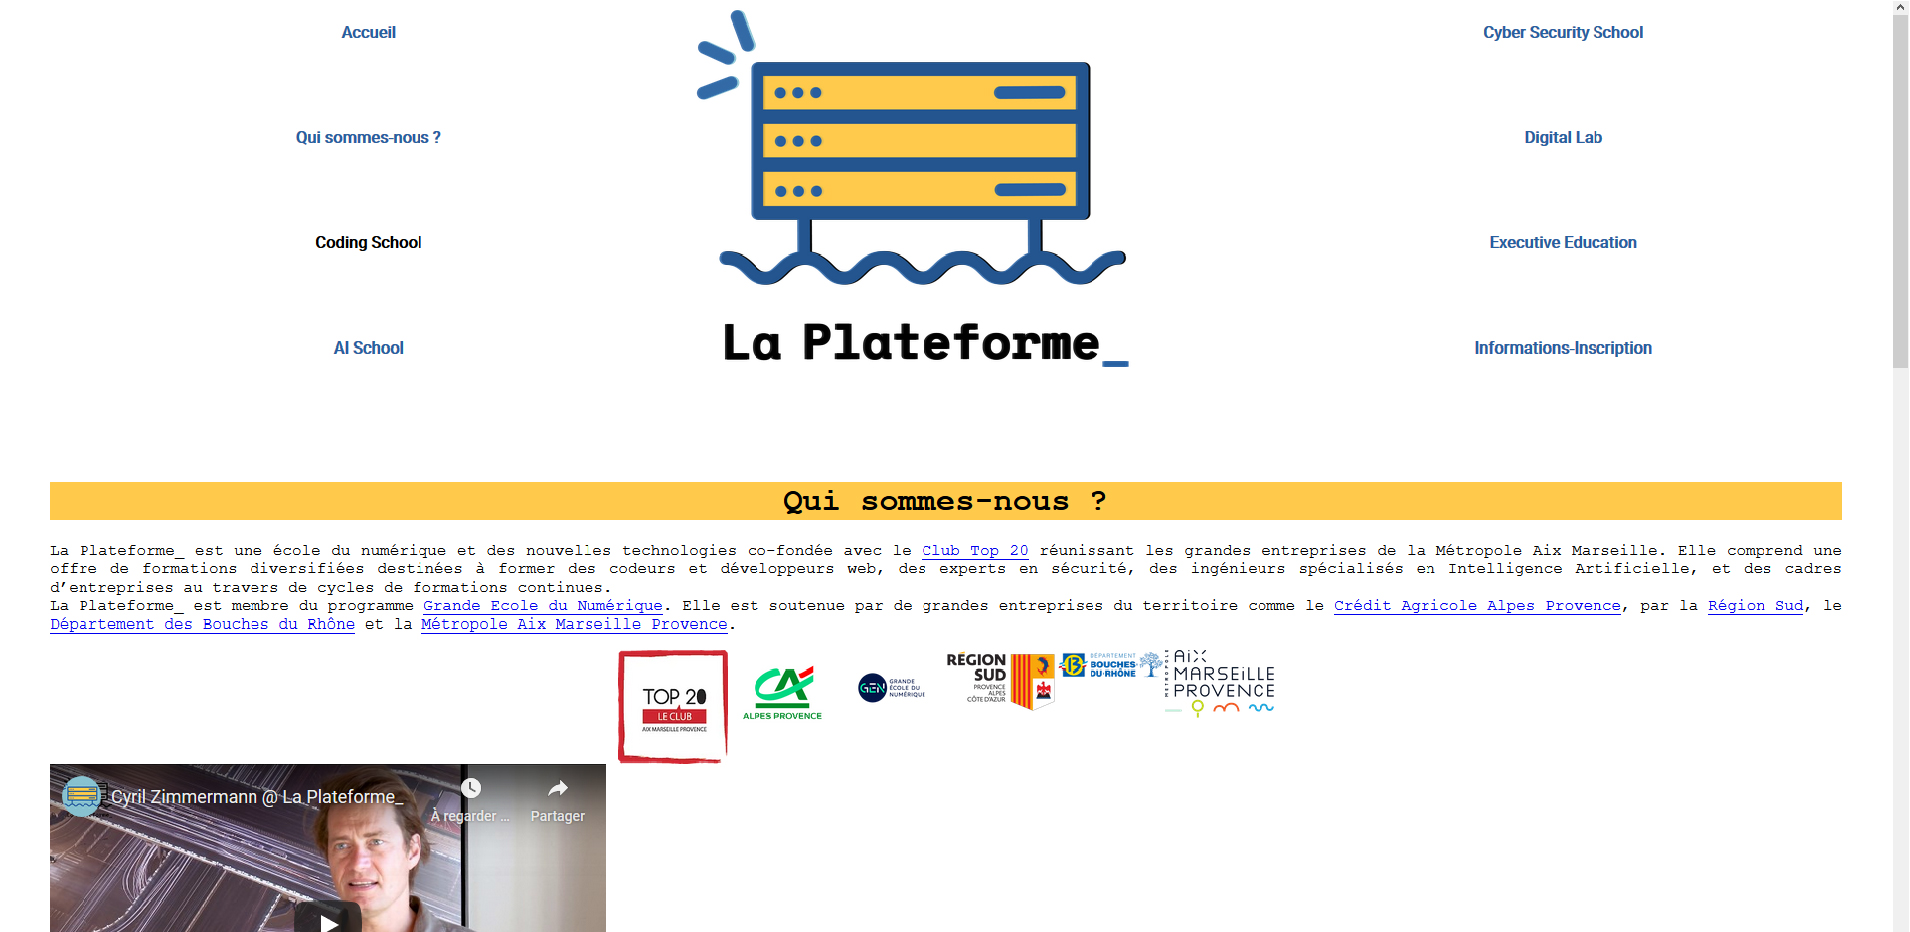 Accueil
Qui sommes-nous ?
Coding School
AI School
La Plateforme_
Cyber Security School
Digital Lab
Executive Education
Informations-Inscription
Qui sommes-nous ?
La Plateforme_ est une école du numérique et des nouvelles technologies co-fondée avec le Club Top 20 réunissant les grandes entreprises de la Métropole Aix Marseille. Elle comprend une
offre de formations diversifiées destinées à former des codeurs et développeurs web, des experts en sécurité, des ingénieurs spécialisés en Intelligence Artificielle, et des cadres
d’entreprises au travers de cycles de formations continues.
La Plateforme_ est membre du programme Grande Ecole du Numérique. Elle est soutenue par de grandes entreprises du territoire comme le Crédit Agricole Alpes Provence, par la Région Sud, le
Département des Bouches du Rhône et la Métropole Aix Marseille Provence.
TOP 20
LE CLUB
AIX MARSEILLE PROVENCE
CA
ALPES PROVENCE
GEN
GRANDE
ÉCOLE DU
NUMÉRIQUE
RÉGION
SUD
PROVENCE
ALPES
CÔTE D'AZUR
DÉPARTEMENT
BOUCHES
DU·RHÔNE
MÉTROPOLE
AiX
MARSEiLLE
PROVENCE
Cyril Zimmermann @ La Plateforme_
À regarder ...
Partager